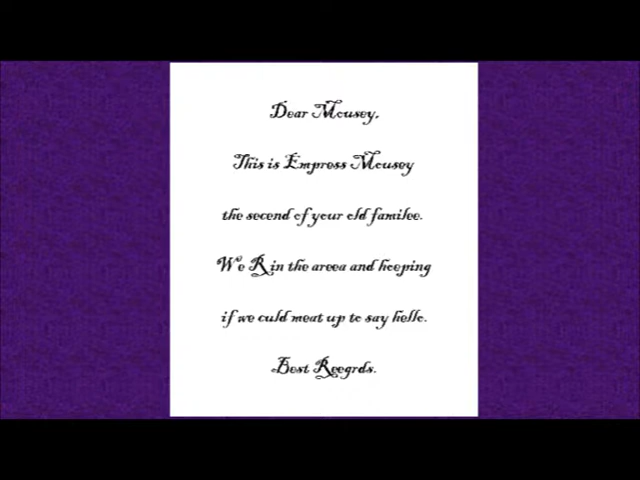 Dear Mousey,
This is Empress Mousey
the second of your old familee.
We R in the areea and hoeping
if we culd meat up to say hello.
Best Reegrds.